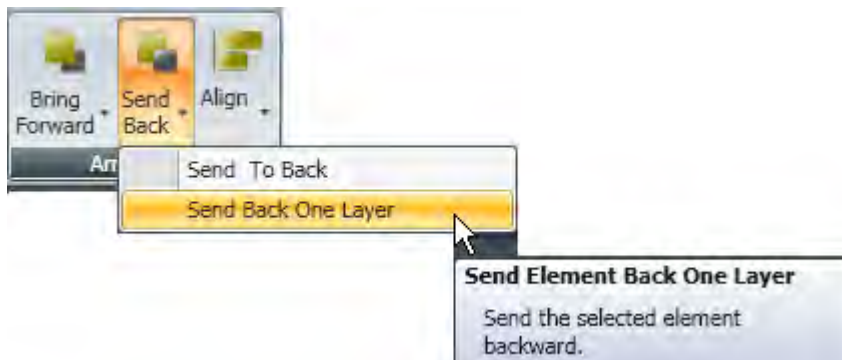 Bring Forward
Send Back
Align
Send To Back
Send Back One Layer
Send Element Back One Layer
Send the selected element
backward.